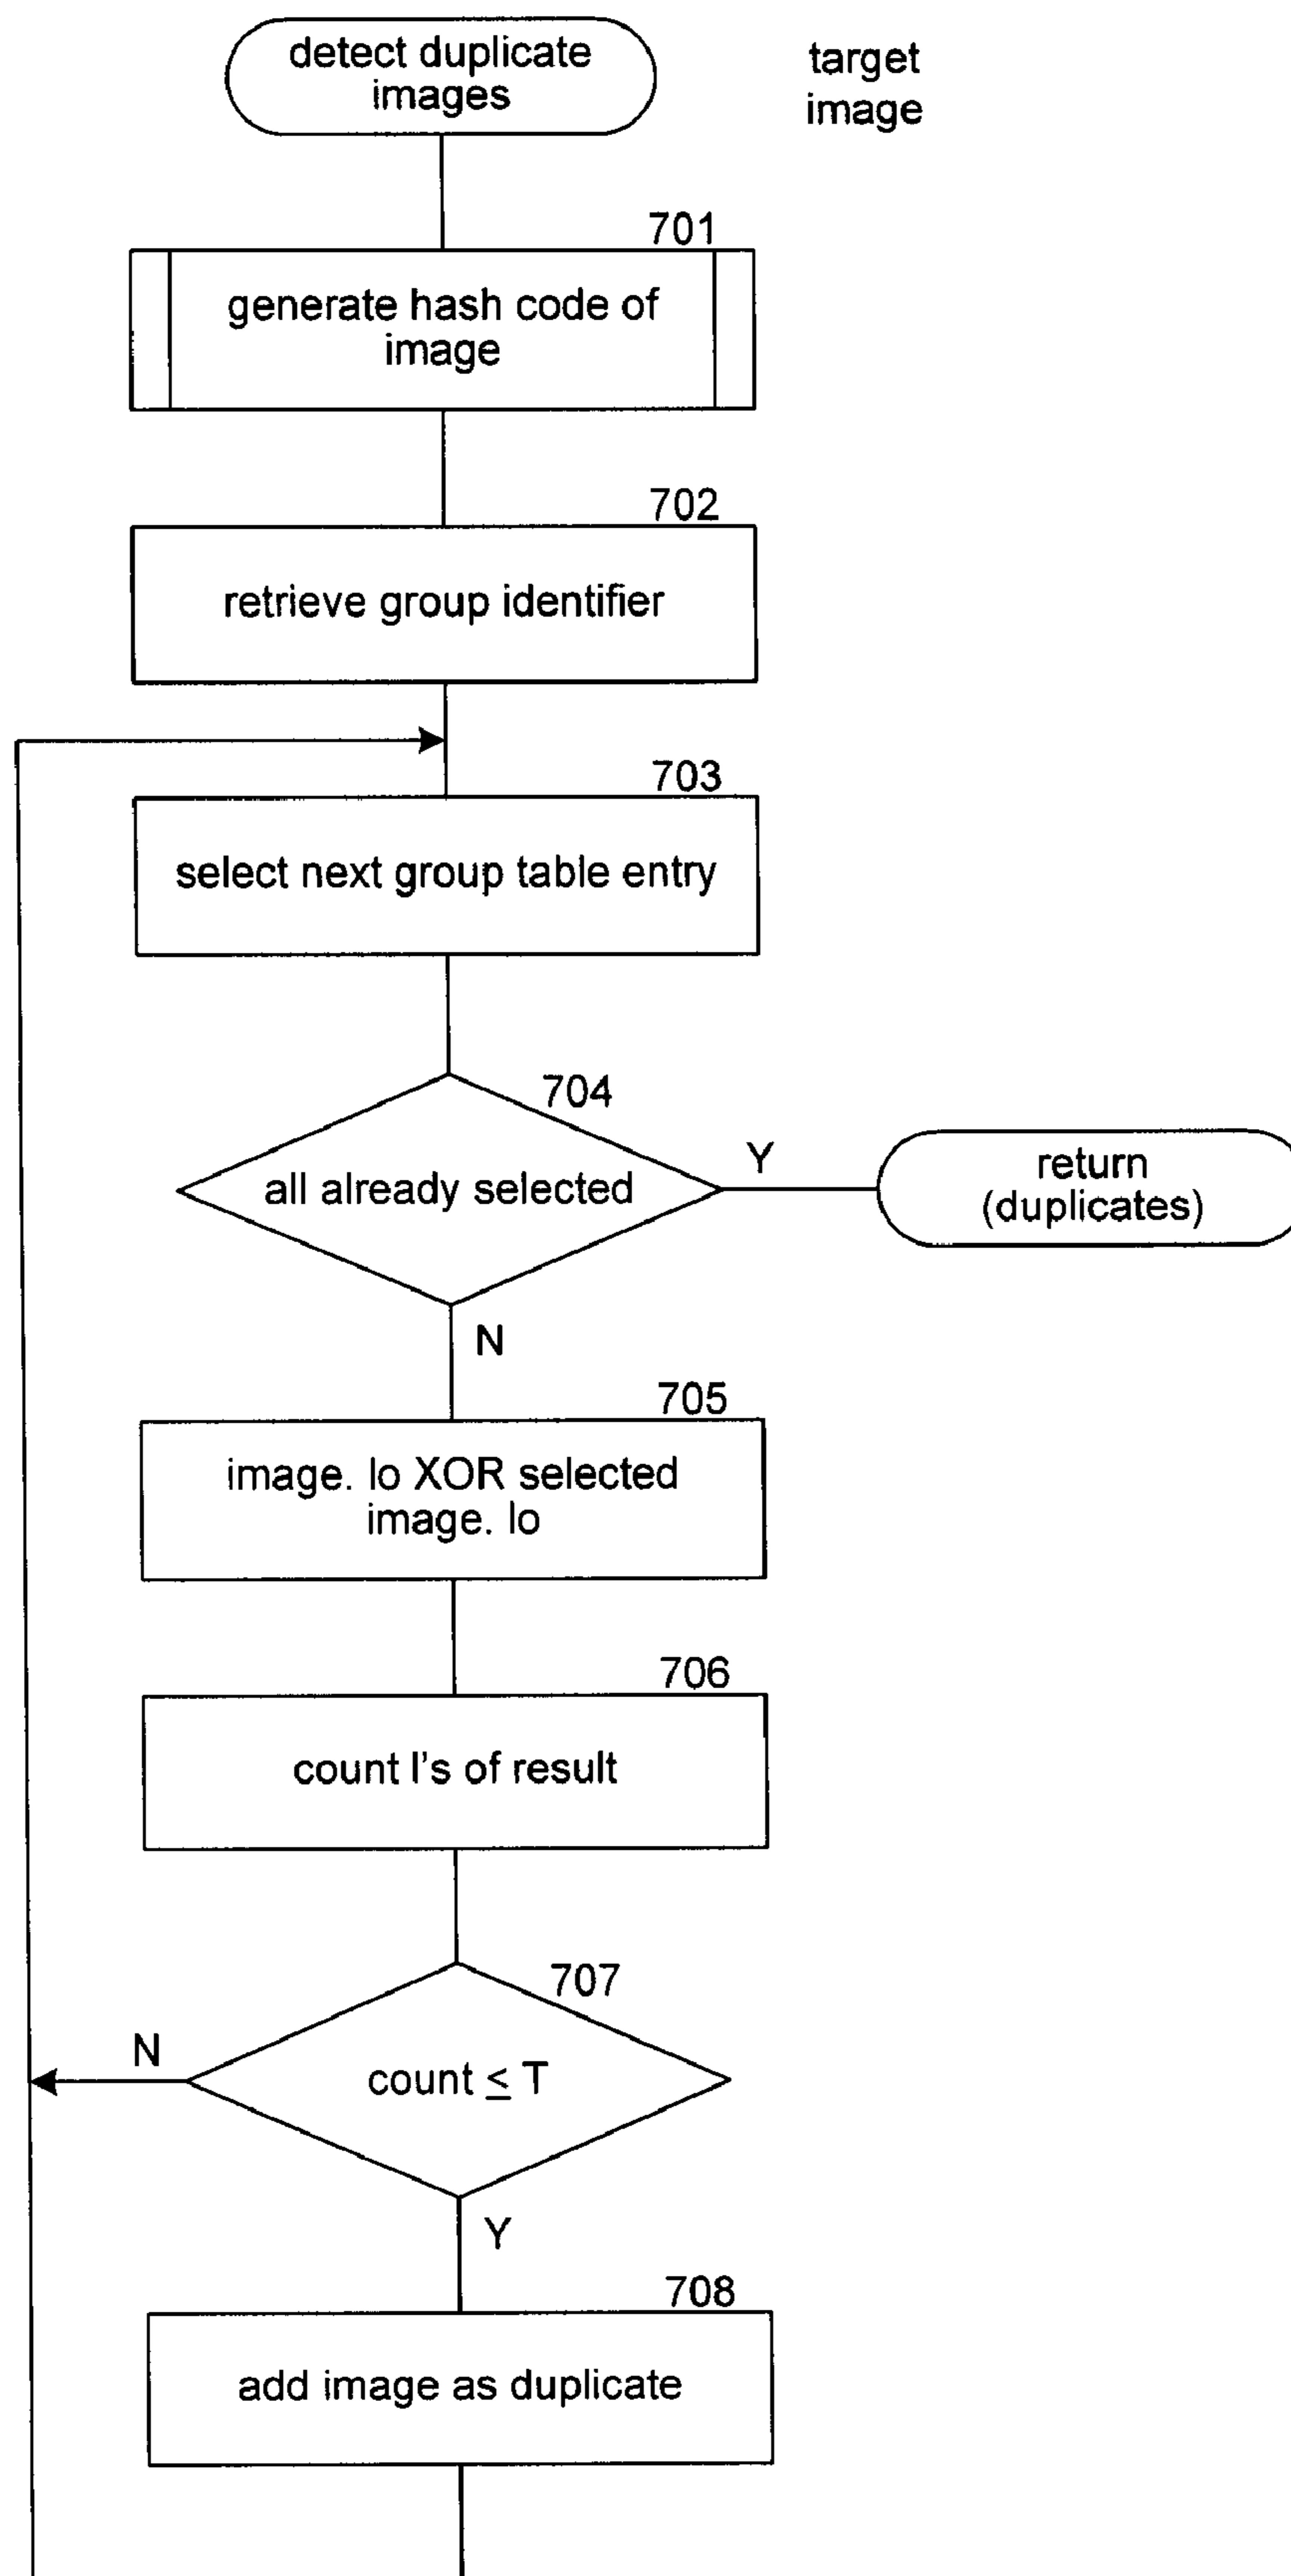 detect duplicate
images
target
image
701
generate hash code of
image
702
retrieve group identifier
703
select next group table entry
704
all already selected
Y
return
(duplicates)
N
705
image. lo XOR selected
image. lo
706
count l's of result
707
N
count ≤ T
Y
708
add image as duplicate